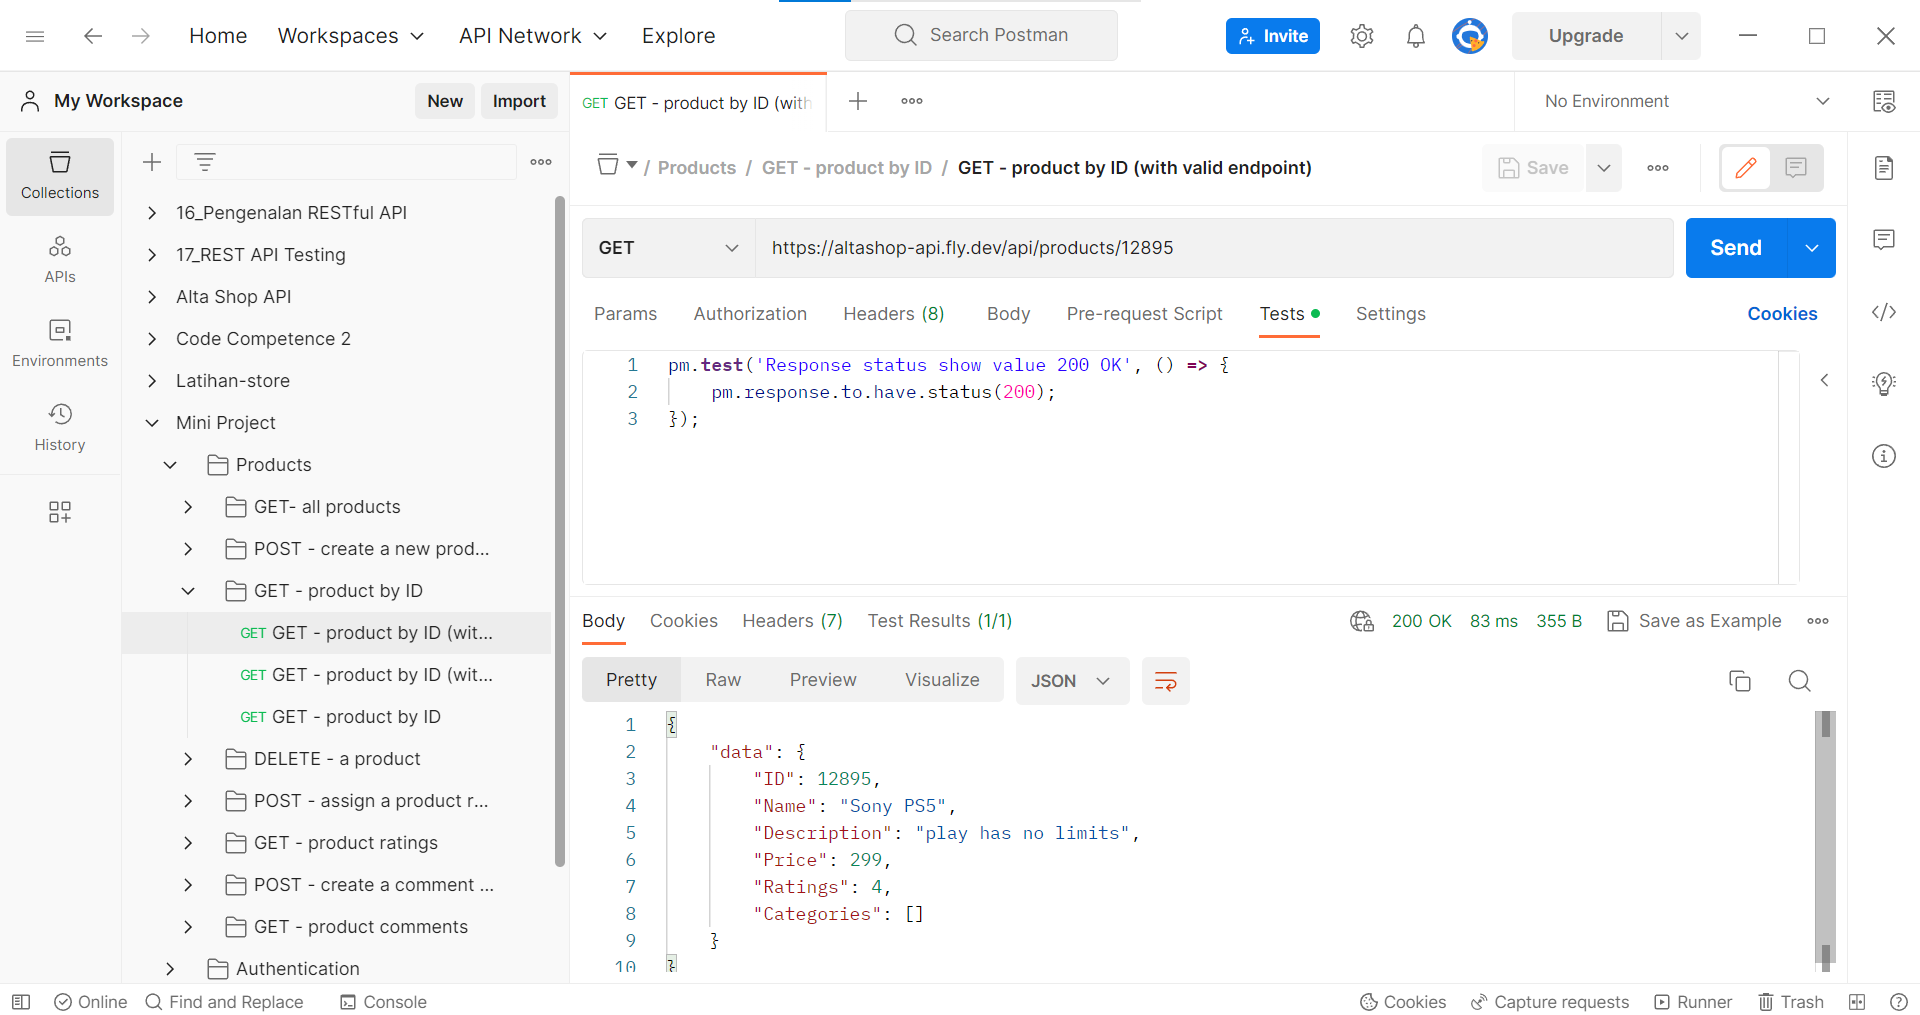 Home Workspaces API Network Explore Search Postman Invite Upgrade
My Workspace New Import
GET GET - product by ID (with No Environment
Collections
APIs
Environments
History
16_Pengenalan RESTful API
17_REST API Testing
Alta Shop API
Code Competence 2
Latihan-store
Mini Project
Products
GET- all products
POST - create a new prod...
GET - product by ID
GET GET - product by ID (wit...
GET GET - product by ID (wit...
GET GET - product by ID
DELETE - a product
POST - assign a product r...
GET - product ratings
POST - create a comment ...
GET - product comments
Authentication
/ Products / GET - product by ID / GET - product by ID (with valid endpoint) Save
GET https://altashop-api.fly.dev/api/products/12895 Send
Params Authorization Headers (8) Body Pre-request Script Tests Settings Cookies
1 pm.test('Response status show value 200 OK', () => {
2 pm.response.to.have.status(200);
3 });
Body Cookies Headers (7) Test Results (1/1) 200 OK 83 ms 355 B Save as Example
Pretty Raw Preview Visualize JSON
1 {
2 "data": {
3 "ID": 12895,
4 "Name": "Sony PS5",
5 "Description": "play has no limits",
6 "Price": 299,
7 "Ratings": 4,
8 "Categories": []
9 }
10 }
Online Find and Replace Console Cookies Capture requests Runner Trash